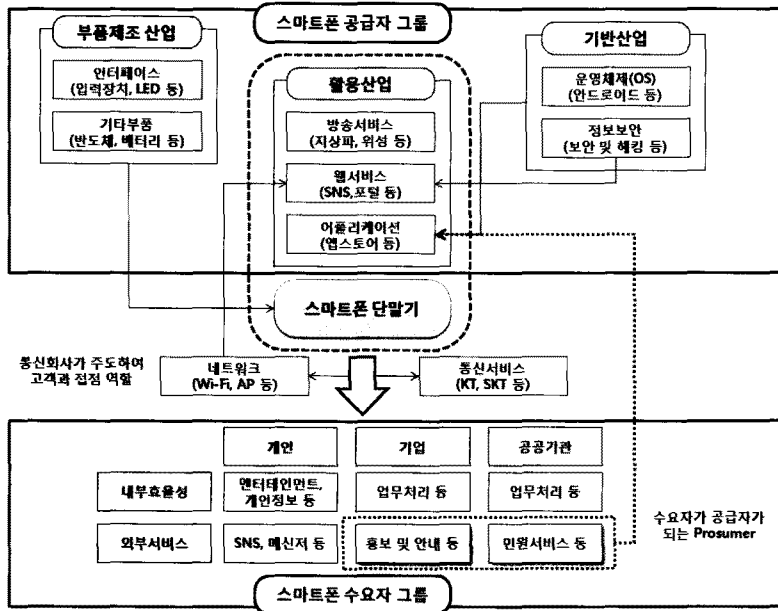 스마트폰 공급자 그룹
부품제조 산업
인터페이스
(입력장치, LED 등)
기타부품
(반도체, 배터리 등)
활용산업
방송서비스
(지상파, 위성 등)
웹서비스
(SNS,포털 등)
어플리케이션
(앱스토어 등)
기반산업
운영체제(OS)
(안드로이드 등)
정보보안
(보안 및 해킹 등)
스마트폰 단말기
통신회사가 주도하여
고객과 접점 역할
네트워크
(Wi-Fi, AP 등)
통신서비스
(KT, SKT 등)
개인
기업
공공기관
내부효율성
엔터테인먼트,
개인정보 등
업무처리 등
업무처리 등
외부서비스
SNS, 메신저 등
홍보 및 안내 등
민원서비스 등
수요자가 공급자가
되는 Prosumer
스마트폰 수요자 그룹